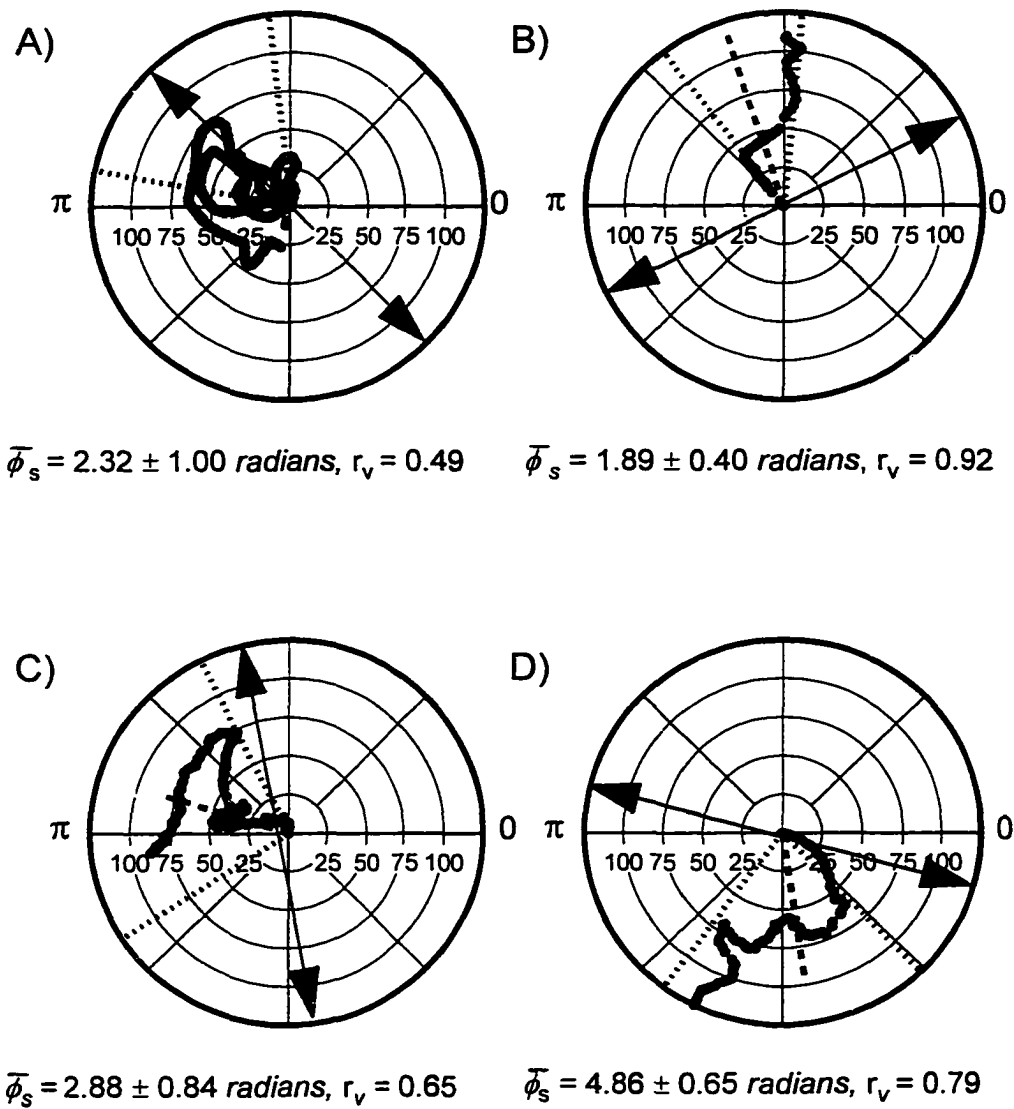 A) B)
π 0 π 0
100 75 50 25 25 50 75 100 100 75 50 25 25 50 75 100
ϕ̅s = 2.32 ± 1.00 radians, rv = 0.49 ϕ̅s = 1.89 ± 0.40 radians, rv = 0.92
C) D)
π 0 π 0
100 75 50 25 25 50 75 100 100 75 50 25 25 50 75 100
ϕ̅s = 2.88 ± 0.84 radians, rv = 0.65 ϕ̅s = 4.86 ± 0.65 radians, rv = 0.79